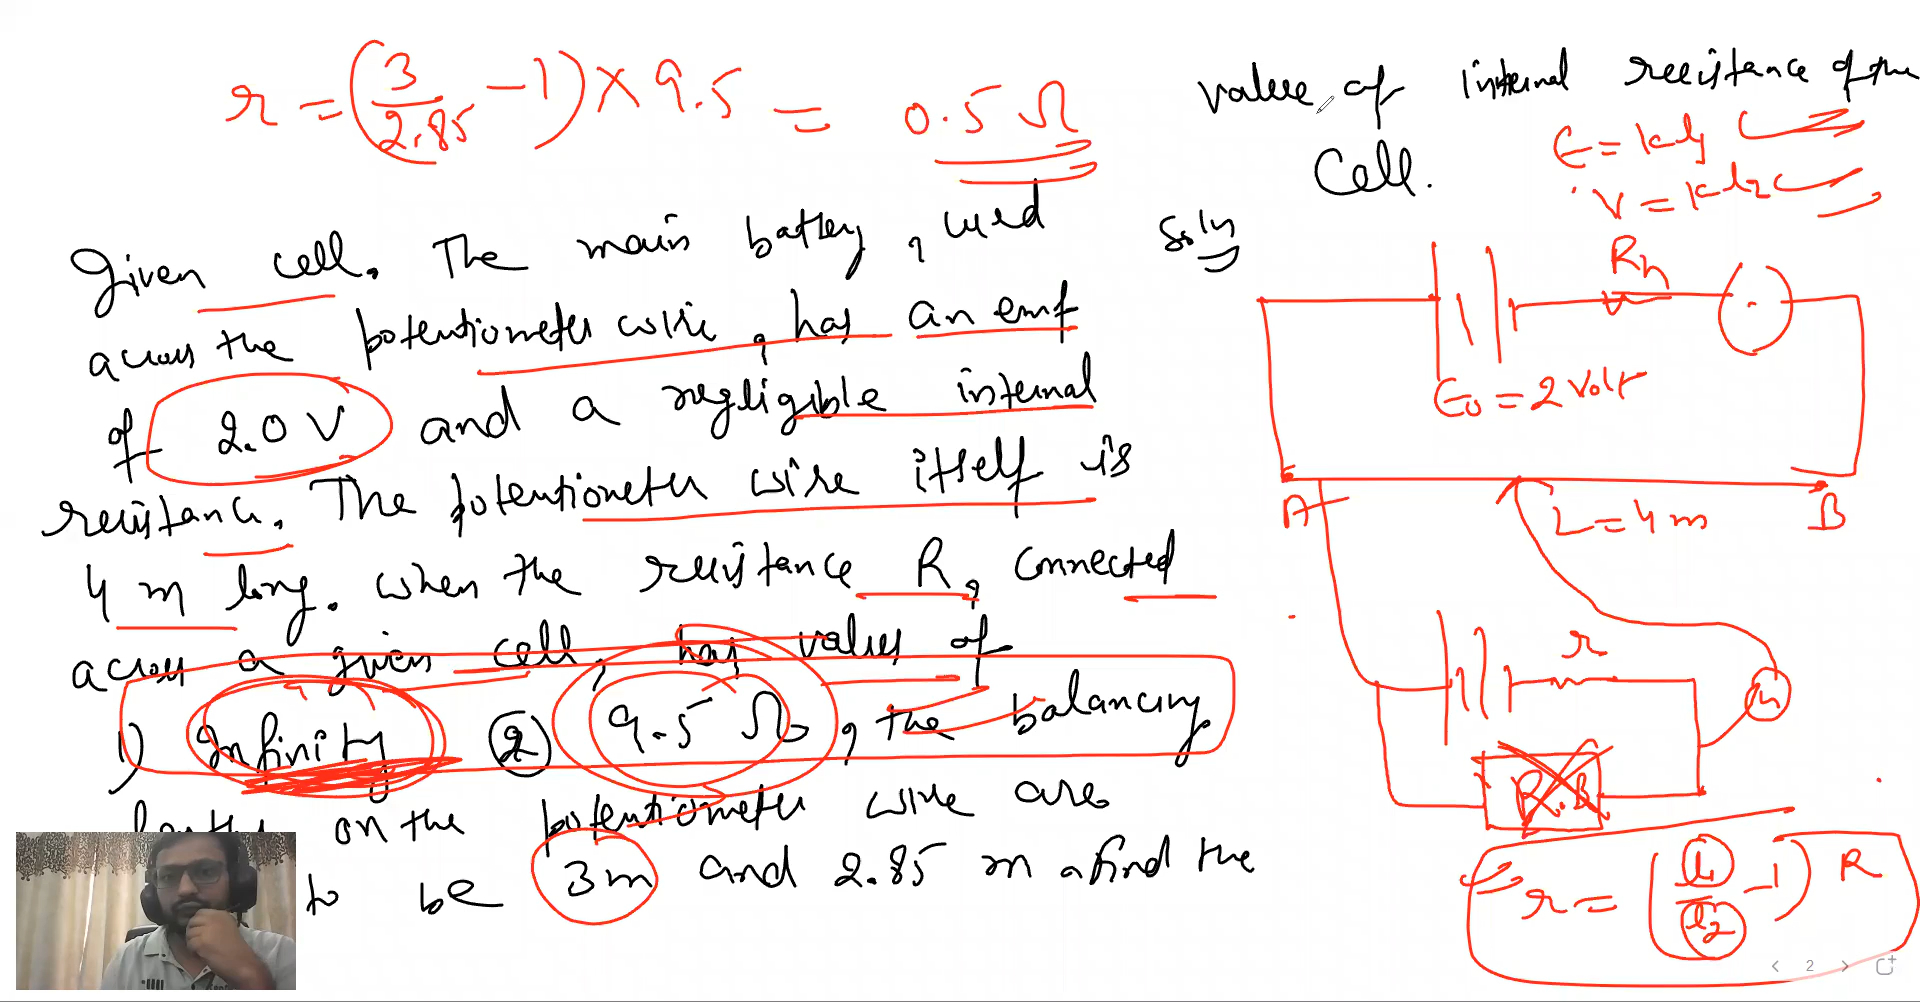 r = (3/2.85 - 1) × 9.5 = 0.5 Ω
Given cell. The main battery, used
across the potentiometer wire, has an emf
of 2.0 V and a negligible internal
resistance. The potentiometer wire itself is
4 m long. when the resistance R, connected
across a given cell, has values of
1) Infinity 2) 9.5 Ω, the balancing
on the potentiometer wire are
to be 3m and 2.85 m find the
value of internal resistance of the
Cell.
E = kl1
V = kl2
Soln
Rh
E0 = 2 Volt
A L = 4 m B
r
G
R.B
r = (l1/l2 - 1) R
2